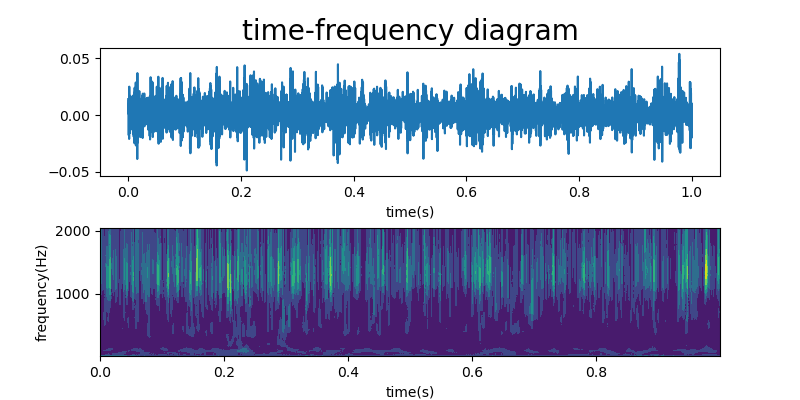 time-frequency diagram
0.05
0.00
−0.05
0.0 0.2 0.4 0.6 0.8 1.0
time(s)
2000
1000
frequency(Hz)
0.0 0.2 0.4 0.6 0.8
time(s)